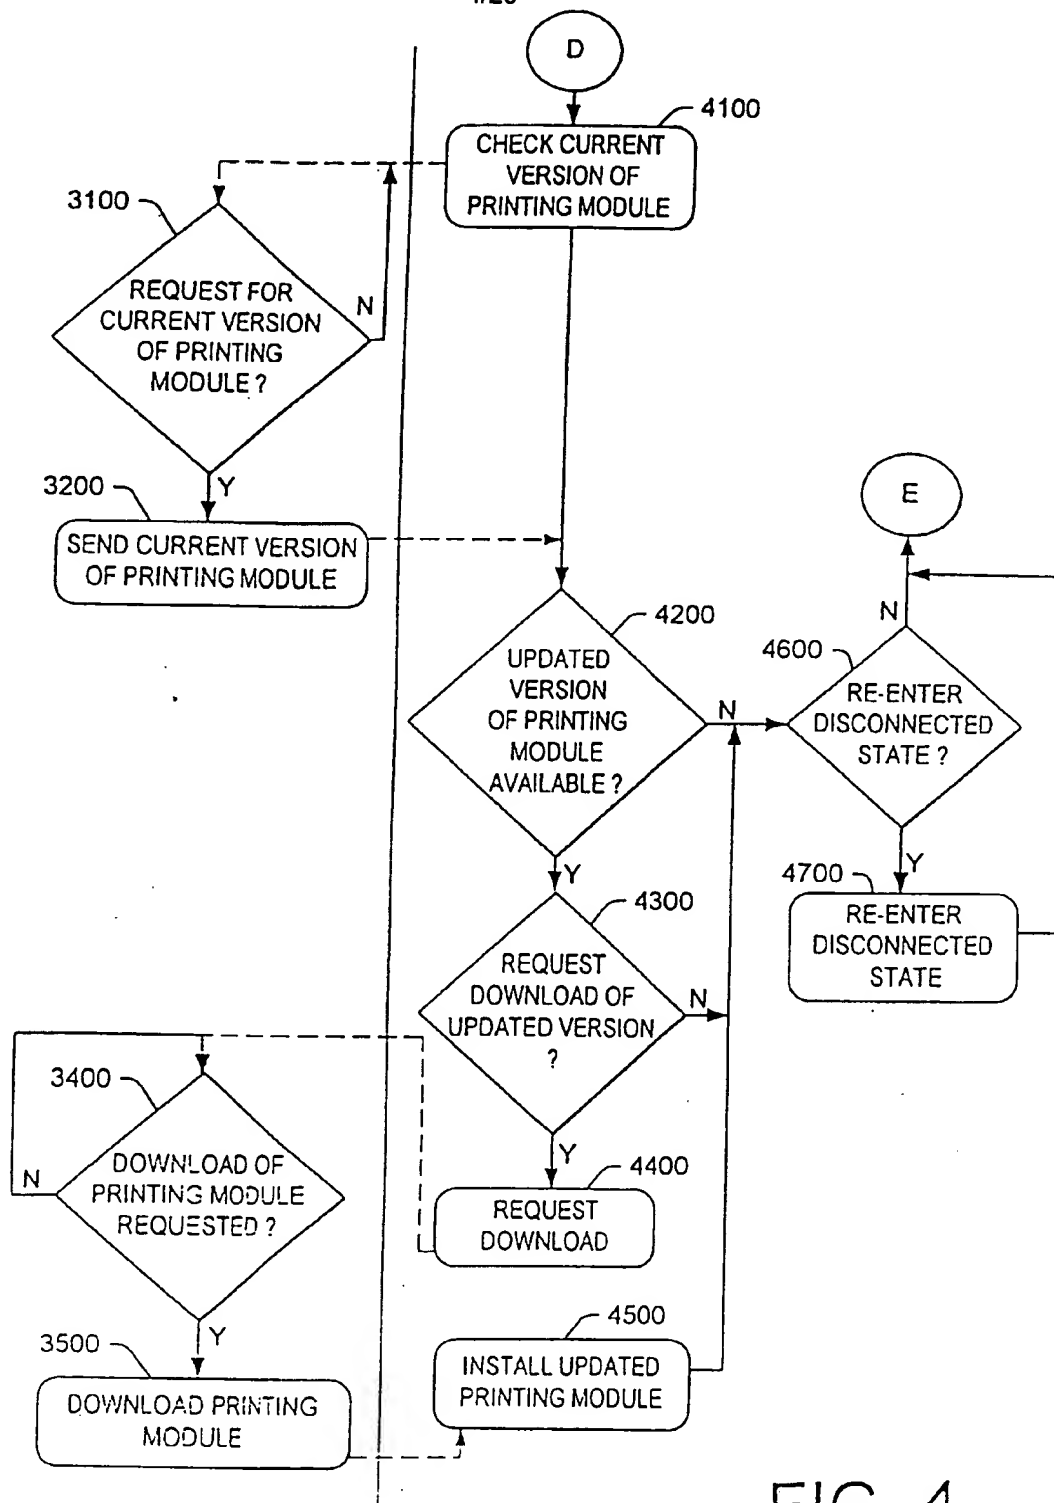 D
4100
CHECK CURRENT
VERSION OF
PRINTING MODULE
3100
REQUEST FOR
CURRENT VERSION
OF PRINTING
MODULE ?
N
Y
3200
SEND CURRENT VERSION
OF PRINTING MODULE
E
N
4200
UPDATED
VERSION
OF PRINTING
MODULE
AVAILABLE ?
N
4600
RE-ENTER
DISCONNECTED
STATE ?
Y
Y
4700
RE-ENTER
DISCONNECTED
STATE
4300
REQUEST
DOWNLOAD OF
UPDATED VERSION
?
N
Y
3400
DOWNLOAD OF
PRINTING MODULE
REQUESTED ?
N
Y
4400
REQUEST
DOWNLOAD
3500
DOWNLOAD PRINTING
MODULE
4500
INSTALL UPDATED
PRINTING MODULE
FIG. 4